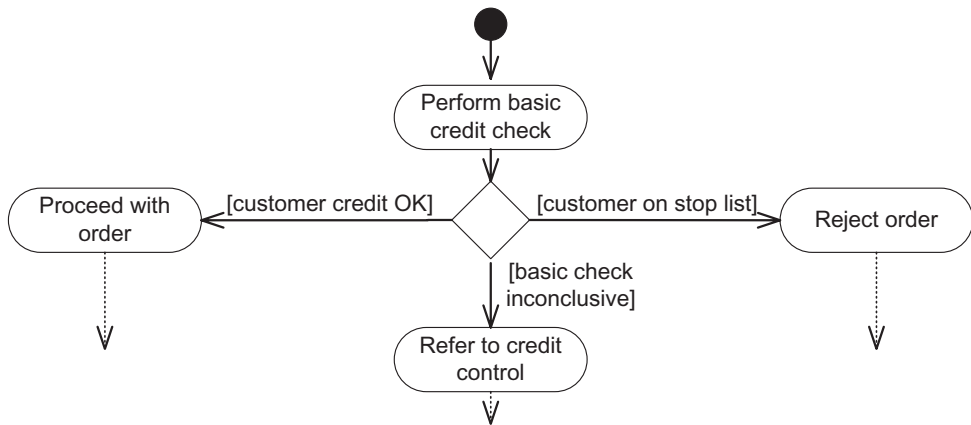 Perform basic
credit check
Proceed with
order
[customer credit OK]
[customer on stop list]
Reject order
[basic check
inconclusive]
Refer to credit
control